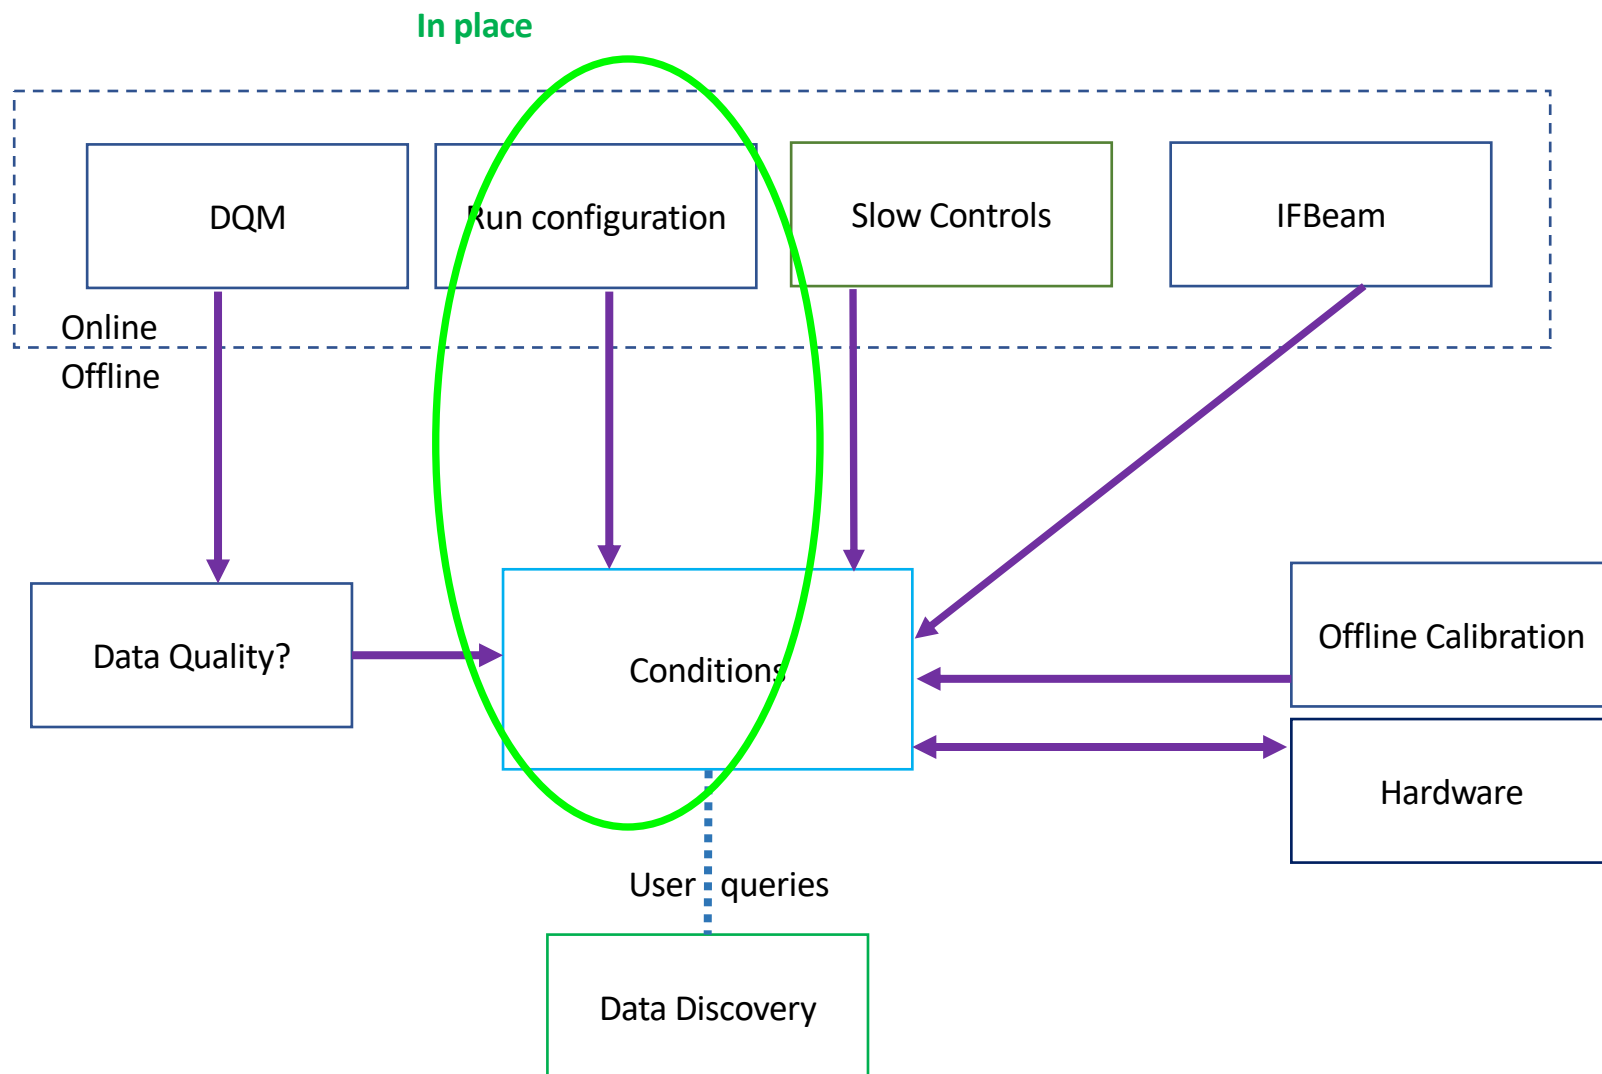 In place
DQM
Run configuration
Slow Controls
IFBeam
Online
Offline
Data Quality?
Conditions
Offline Calibration
Hardware
User queries
Data Discovery